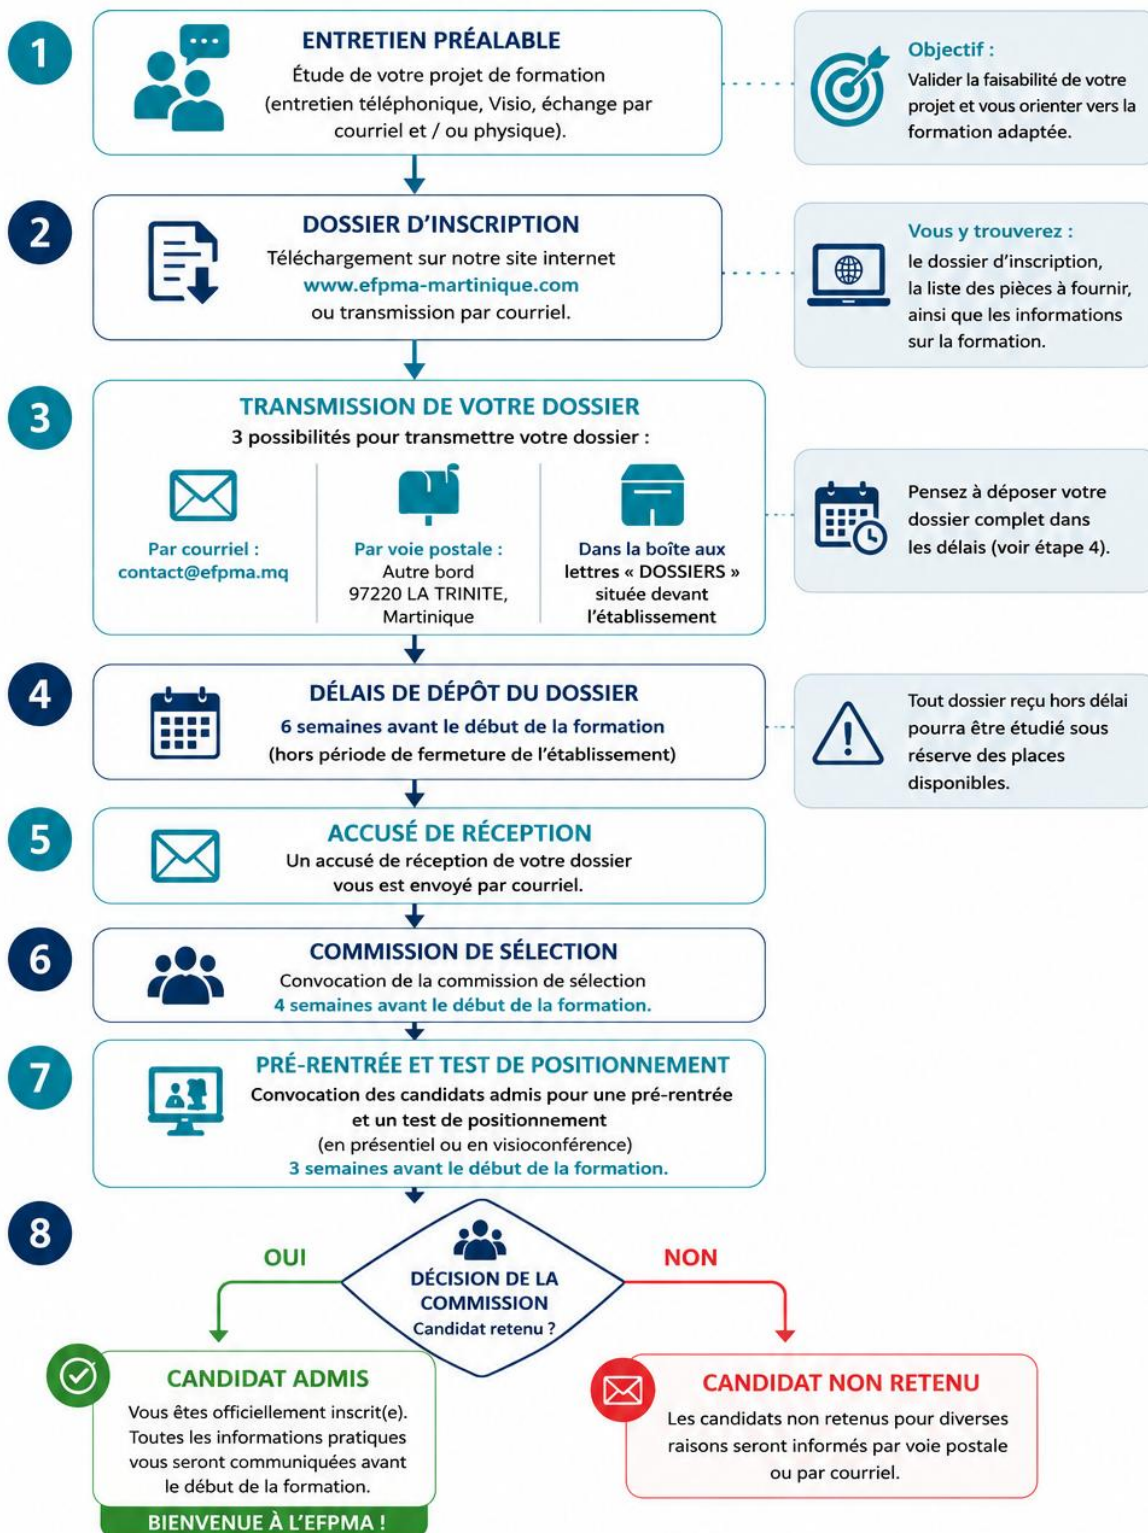 1
ENTRETIEN PRÉALABLE
Étude de votre projet de formation
(entretien téléphonique, Visio, échange par
courriel et / ou physique).
Objectif :
Valider la faisabilité de votre
projet et vous orienter vers la
formation adaptée.
2
DOSSIER D'INSCRIPTION
Téléchargement sur notre site internet
www.efpma-martinique.com
ou transmission par courriel.
Vous y trouverez :
le dossier d'inscription,
la liste des pièces à fournir,
ainsi que les informations
sur la formation.
3
TRANSMISSION DE VOTRE DOSSIER
3 possibilités pour transmettre votre dossier :
Par courriel :
contact@efpma.mq
Par voie postale :
Autre bord
97220 LA TRINITE,
Martinique
Dans la boîte aux
lettres « DOSSIERS »
située devant
l'établissement
Pensez à déposer votre
dossier complet dans
les délais (voir étape 4).
4
DÉLAIS DE DÉPÔT DU DOSSIER
6 semaines avant le début de la formation
(hors période de fermeture de l'établissement)
Tout dossier reçu hors délai
pourra être étudié sous
réserve des places
disponibles.
5
ACCUSÉ DE RÉCEPTION
Un accusé de réception de votre dossier
vous est envoyé par courriel.
6
COMMISSION DE SÉLECTION
Convocation de la commission de sélection
4 semaines avant le début de la formation.
7
PRÉ-RENTRÉE ET TEST DE POSITIONNEMENT
Convocation des candidats admis pour une pré-rentrée
et un test de positionnement
(en présentiel ou en visioconférence)
3 semaines avant le début de la formation.
8
OUI
DÉCISION DE LA
COMMISSION
Candidat retenu ?
NON
CANDIDAT ADMIS
Vous êtes officiellement inscrit(e).
Toutes les informations pratiques
vous seront communiquées avant
le début de la formation.
BIENVENUE À L'EFPMA !
CANDIDAT NON RETENU
Les candidats non retenus pour diverses
raisons seront informés par voie postale
ou par courriel.